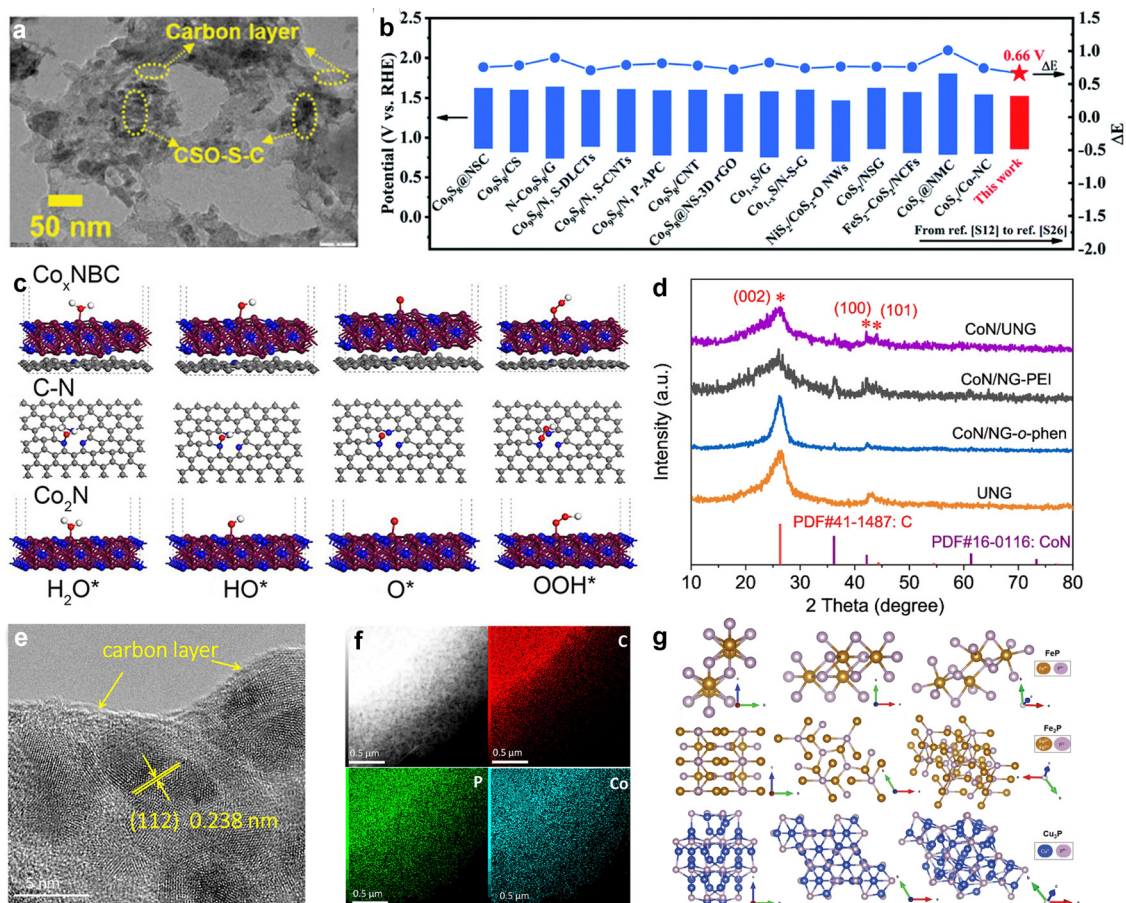 a
Carbon layer
CSO-S-C
50 nm
b
Potential (V vs. RHE)
2.5
2.0
1.5
1.0
0.5
0.0
1.5
1.0
0.5
0.0
-0.5
-1.0
-1.5
-2.0
ΔE
0.66 V
ΔE
Co₉S₈@NSC
Co₉S₈/CS
N-Co₉S₈/G
Co₉S₈/N, S-DLCTs
Co₉S₈/N, S-CNTs
Co₉S₈/N, P-APC
Co₉S₈/CNT
Co₉S₈@NS-3D rGO
Co₁₋ₓS/G
Co₁₋ₓS/N-S-G
NiS₂/CoS₂-O NWs
CoS₂/NSG
FeS₂-CoS₂/NCFs
CoSₓ@NMC
CoSₓ/Co-NC
This work
From ref. [S12] to ref. [S26]
c
CoₓNBC
C-N
Co₂N
H₂O*
HO*
O*
OOH*
d
Intensity (a.u.)
(002) *
(100)
(101)
**
CoN/UNG
CoN/NG-PEI
CoN/NG-o-phen
UNG
PDF#41-1487: C
PDF#16-0116: CoN
10 20 30 40 50 60 70 80
2 Theta (degree)
e
carbon layer
(112) 0.238 nm
5 nm
f
C
0.5 μm
0.5 μm
P
Co
0.5 μm
0.5 μm
g
FeP
Fe₂P
Cu₃P